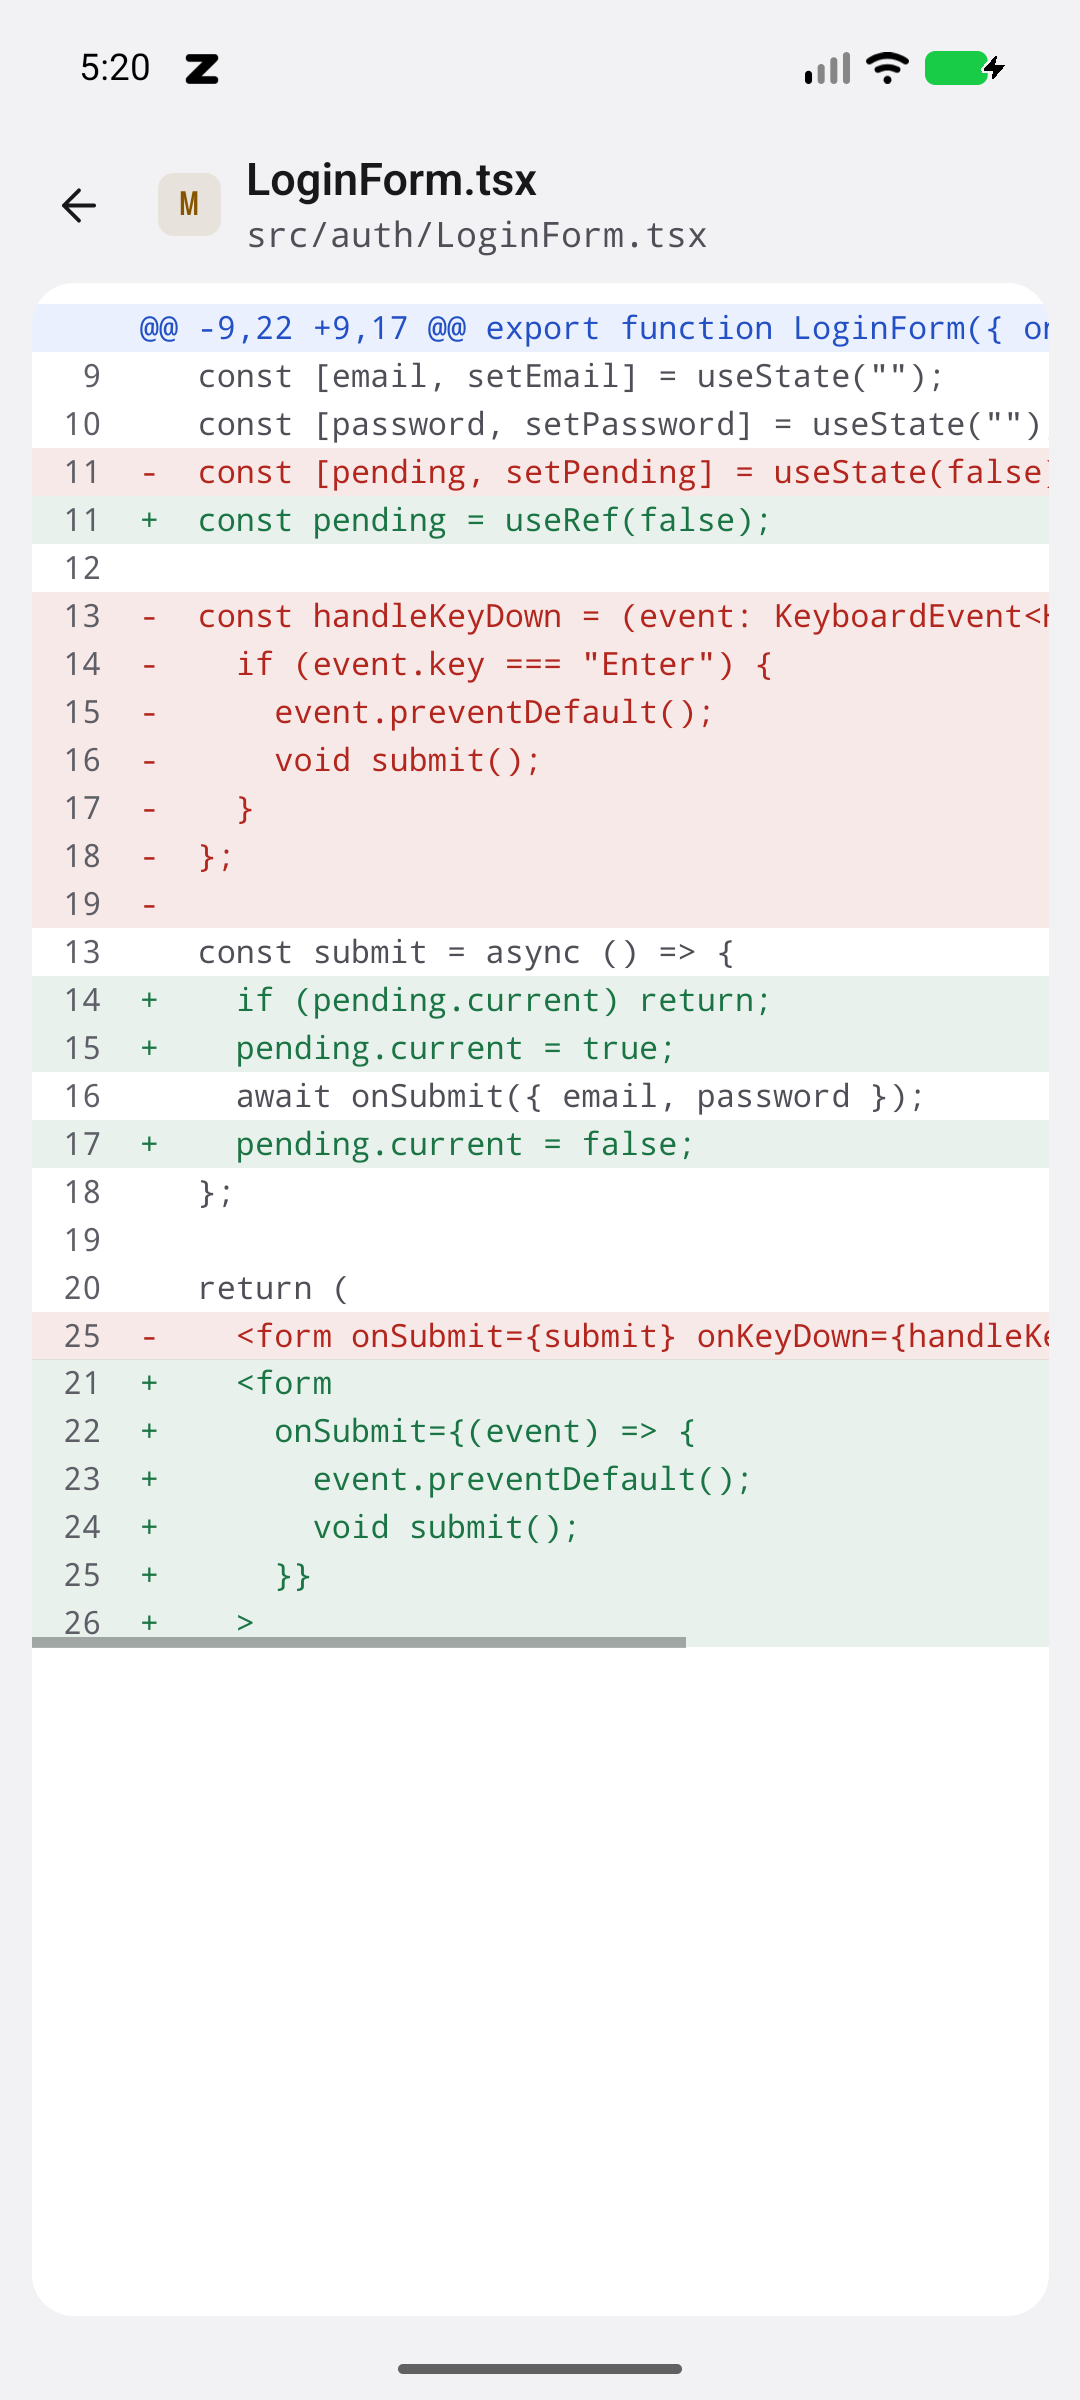 5:20
M
LoginForm.tsx
src/auth/LoginForm.tsx
@@ -9,22 +9,17 @@ export function LoginForm({ on
9 const [email, setEmail] = useState("");
10 const [password, setPassword] = useState("")
11 - const [pending, setPending] = useState(false)
11 + const pending = useRef(false);
12
13 - const handleKeyDown = (event: KeyboardEvent<H
14 - if (event.key === "Enter") {
15 - event.preventDefault();
16 - void submit();
17 - }
18 - };
19 -
13 const submit = async () => {
14 + if (pending.current) return;
15 + pending.current = true;
16 await onSubmit({ email, password });
17 + pending.current = false;
18 };
19
20 return (
25 - <form onSubmit={submit} onKeyDown={handleKe
21 + <form
22 + onSubmit={(event) => {
23 + event.preventDefault();
24 + void submit();
25 + }}
26 + >